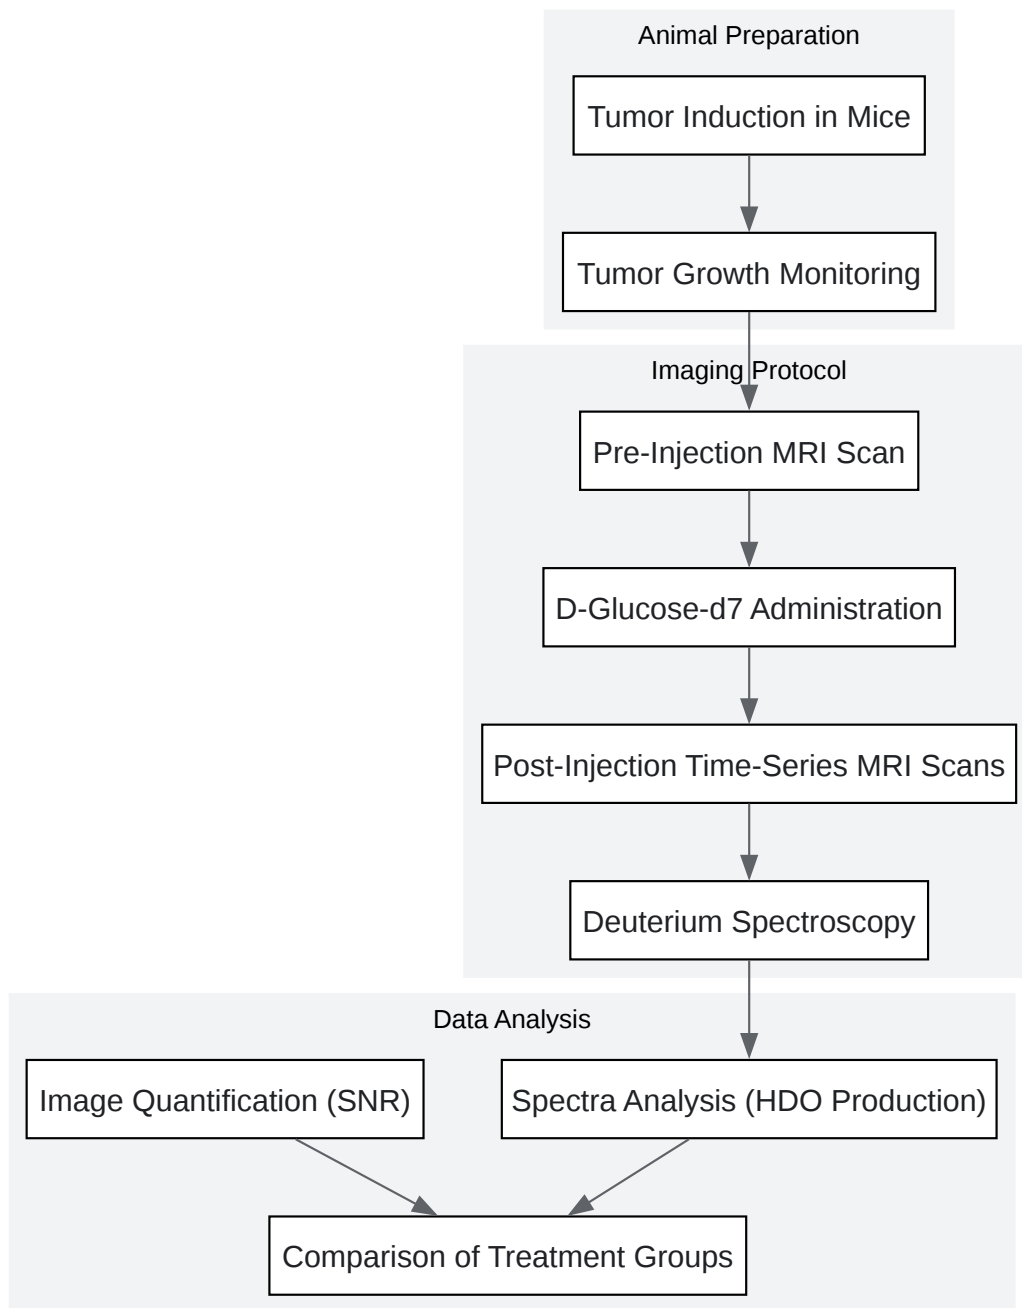 Animal Preparation
Tumor Induction in Mice
Tumor Growth Monitoring
Imaging Protocol
Pre-Injection MRI Scan
D-Glucose-d7 Administration
Post-Injection Time-Series MRI Scans
Deuterium Spectroscopy
Data Analysis
Image Quantification (SNR)
Spectra Analysis (HDO Production)
Comparison of Treatment Groups